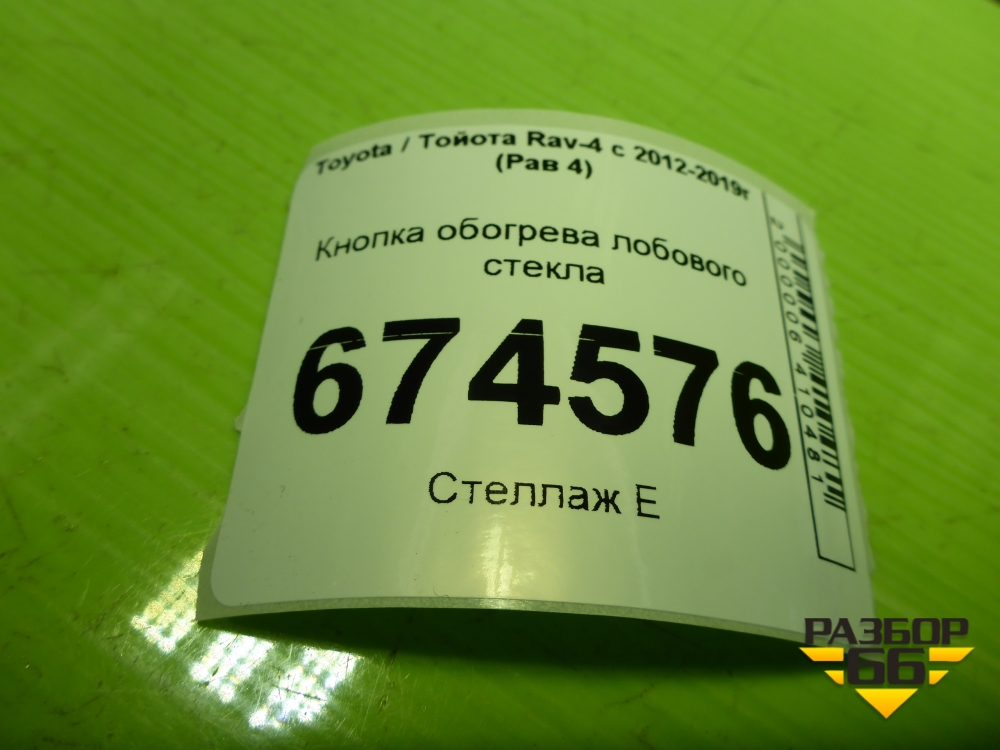 Toyota / Тойота Rav-4 с 2012-2019г
(Рав 4)
Кнопка обогрева лобового
стекла
674576
Стеллаж Е
2000006410481
РАЗБОР
66